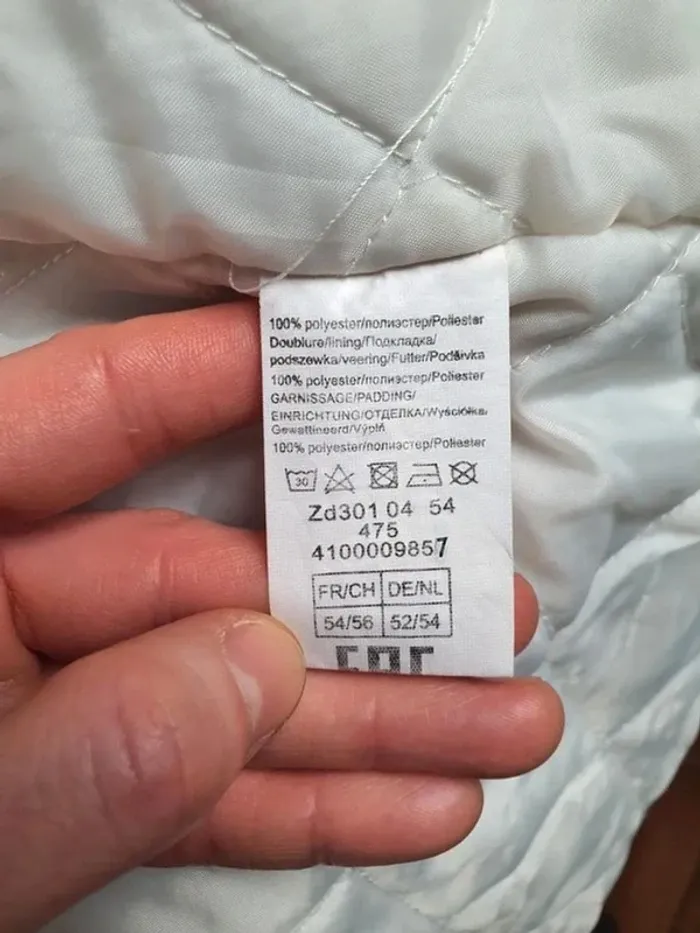 100% polyester/полиэстер/Poliester
Doublure/lining/Подкладка/
podszewka/veering/Futter/Podšívka
100% polyester/полиэстер/Poliester
GARNISSAGE/PADDING/
EINRICHTUNG/ОТДЕЛКА/Wyściółka,
Gewattineerd/Výplň
100% polyester/полиэстер/Poliester
30
Zd301 04 54
475
4100009857
FR/CH DE/NL
54/56 52/54